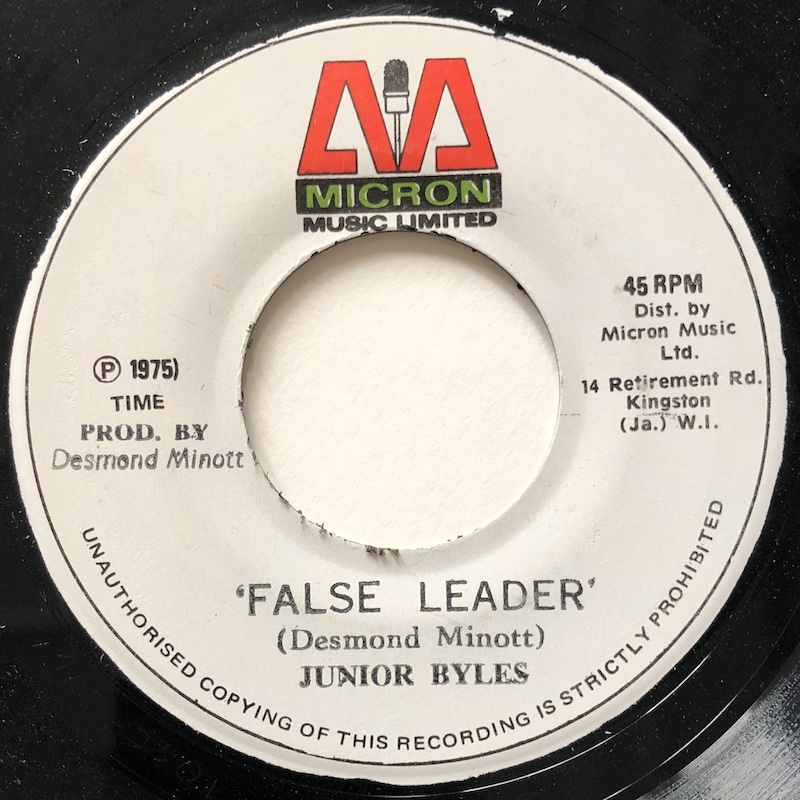 MICRON
MUSIC LIMITED
45 RPM
Dist. by
Micron Music
Ltd.
14 Retirement Rd.
Kingston
(Ja.) W.I.
Ⓟ 1975)
TIME
PROD. BY
Desmond Minott
'FALSE LEADER'
(Desmond Minott)
JUNIOR BYLES
UNAUTHORISED COPYING OF THIS RECORDING IS STRICTLY PROHIBITED